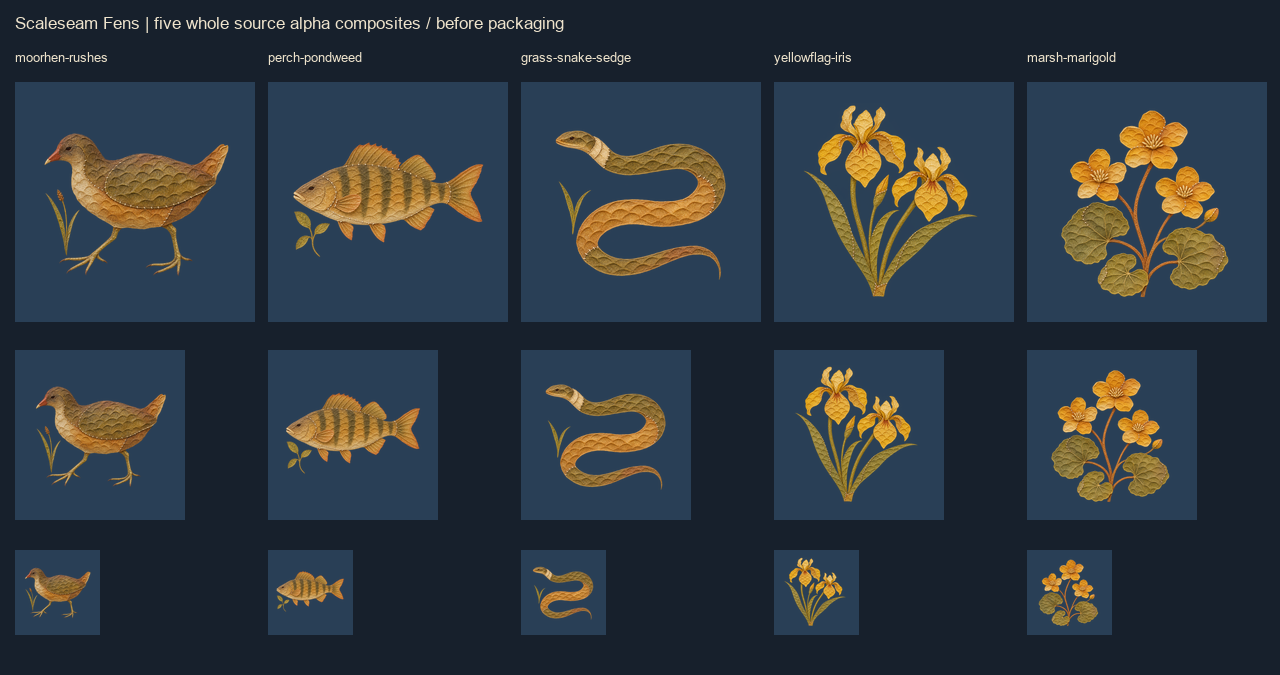 Scaleseam Fens | five whole source alpha composites / before packaging
moorhen-rushes
perch-pondweed
grass-snake-sedge
yellowflag-iris
marsh-marigold